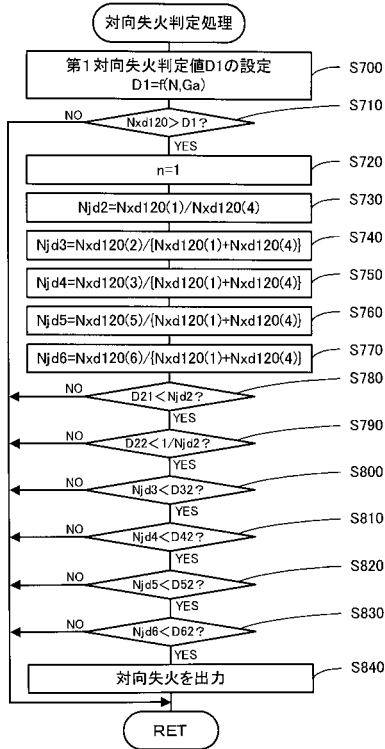 対向失火判定処理
第1対向失火判定値D1の設定
D1=f(N,Ga)
S700
NO
Nxd120>D1?
S710
YES
n=1
S720
Njd2=Nxd120(1)/Nxd120(4)
S730
Njd3=Nxd120(2)/{Nxd120(1)+Nxd120(4)}
S740
Njd4=Nxd120(3)/{Nxd120(1)+Nxd120(4)}
S750
Njd5=Nxd120(5)/{Nxd120(1)+Nxd120(4)}
S760
Njd6=Nxd120(6)/{Nxd120(1)+Nxd120(4)}
S770
NO
D21<Njd2?
S780
YES
NO
D22<1/Njd2?
S790
YES
NO
Njd3<D32?
S800
YES
NO
Njd4<D42?
S810
YES
NO
Njd5<D52?
S820
YES
NO
Njd6<D62?
S830
YES
対向失火を出力
S840
RET